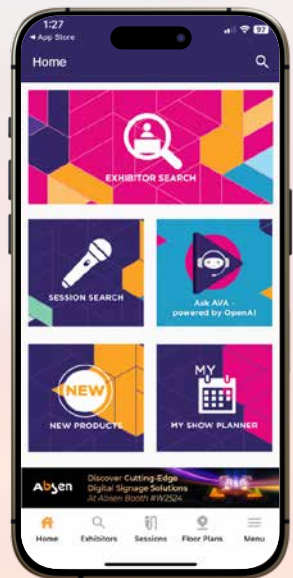 1:27
97
App Store
Home
EXHIBITOR SEARCH
SESSION SEARCH
Ask AVA -
powered by OpenAI
NEW
NEW PRODUCTS
MY
MY SHOW PLANNER
Absen
Discover Cutting-Edge
Digital Signage Solutions
At Absen Booth #W2524
Home
Exhibitors
Sessions
Floor Plans
Menu